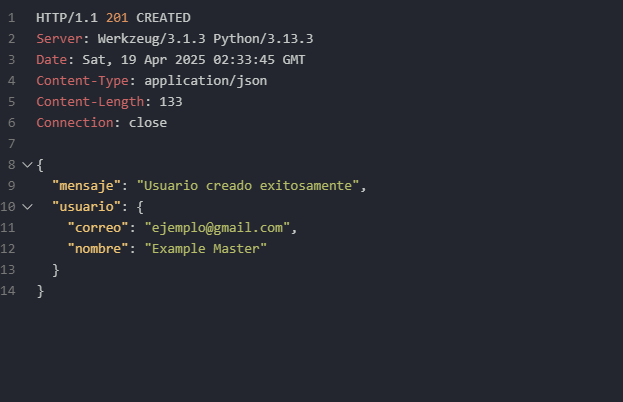 1 HTTP/1.1 201 CREATED
2 Server: Werkzeug/3.1.3 Python/3.13.3
3 Date: Sat, 19 Apr 2025 02:33:45 GMT
4 Content-Type: application/json
5 Content-Length: 133
6 Connection: close
7
8 {
9   "mensaje": "Usuario creado exitosamente",
10   "usuario": {
11     "correo": "ejemplo@gmail.com",
12     "nombre": "Example Master"
13   }
14 }